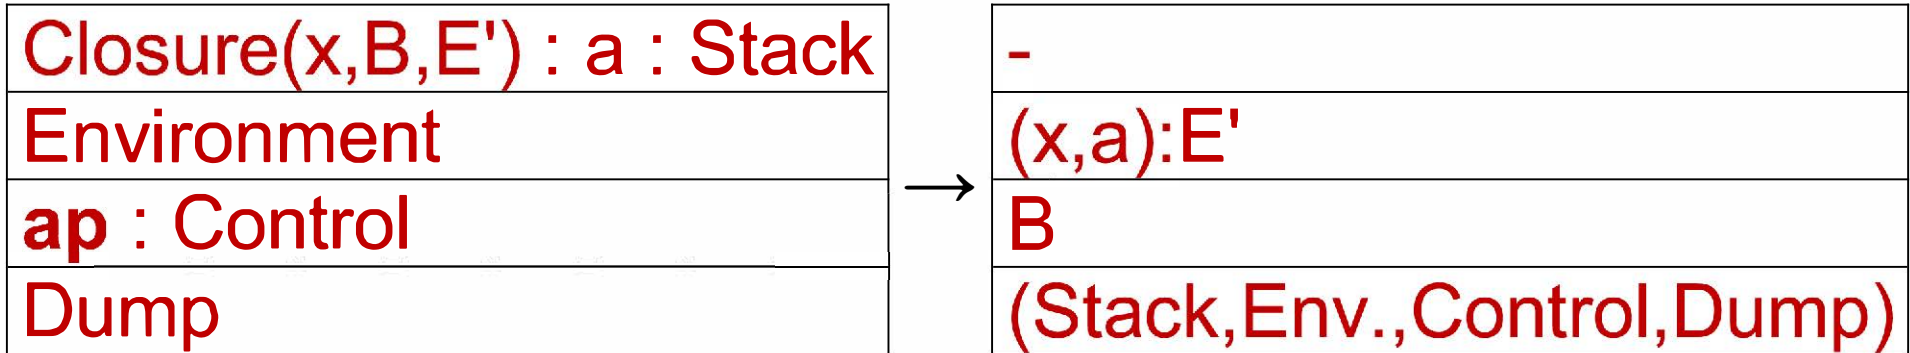 Closure(x,B,E') : a : Stack
Environment
ap : Control
Dump
→
-
(x,a):E'
B
(Stack,Env.,Control,Dump)